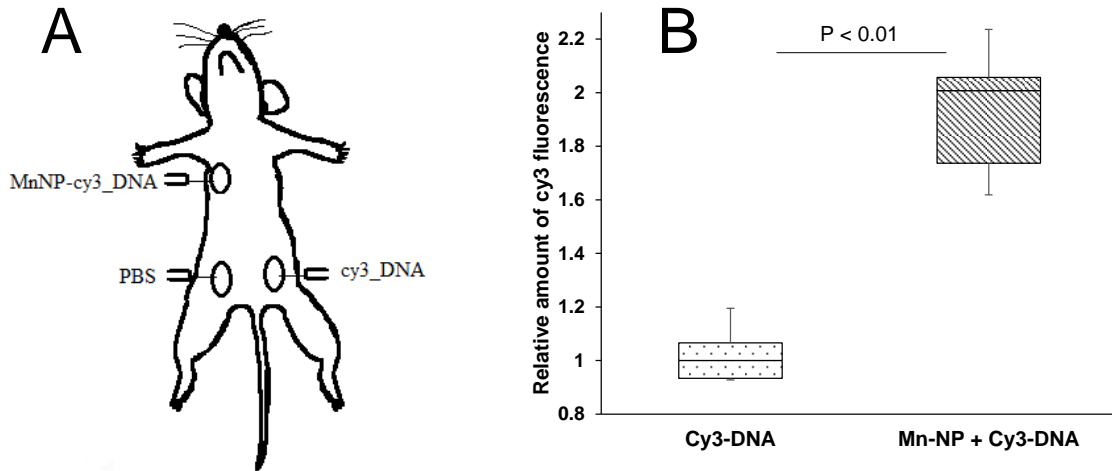 A
MnNP-cy3_DNA
PBS
cy3_DNA
B
P < 0.01
Relative amount of cy3 fluorescence
2.2
2
1.8
1.6
1.4
1.2
1
0.8
Cy3-DNA
Mn-NP + Cy3-DNA